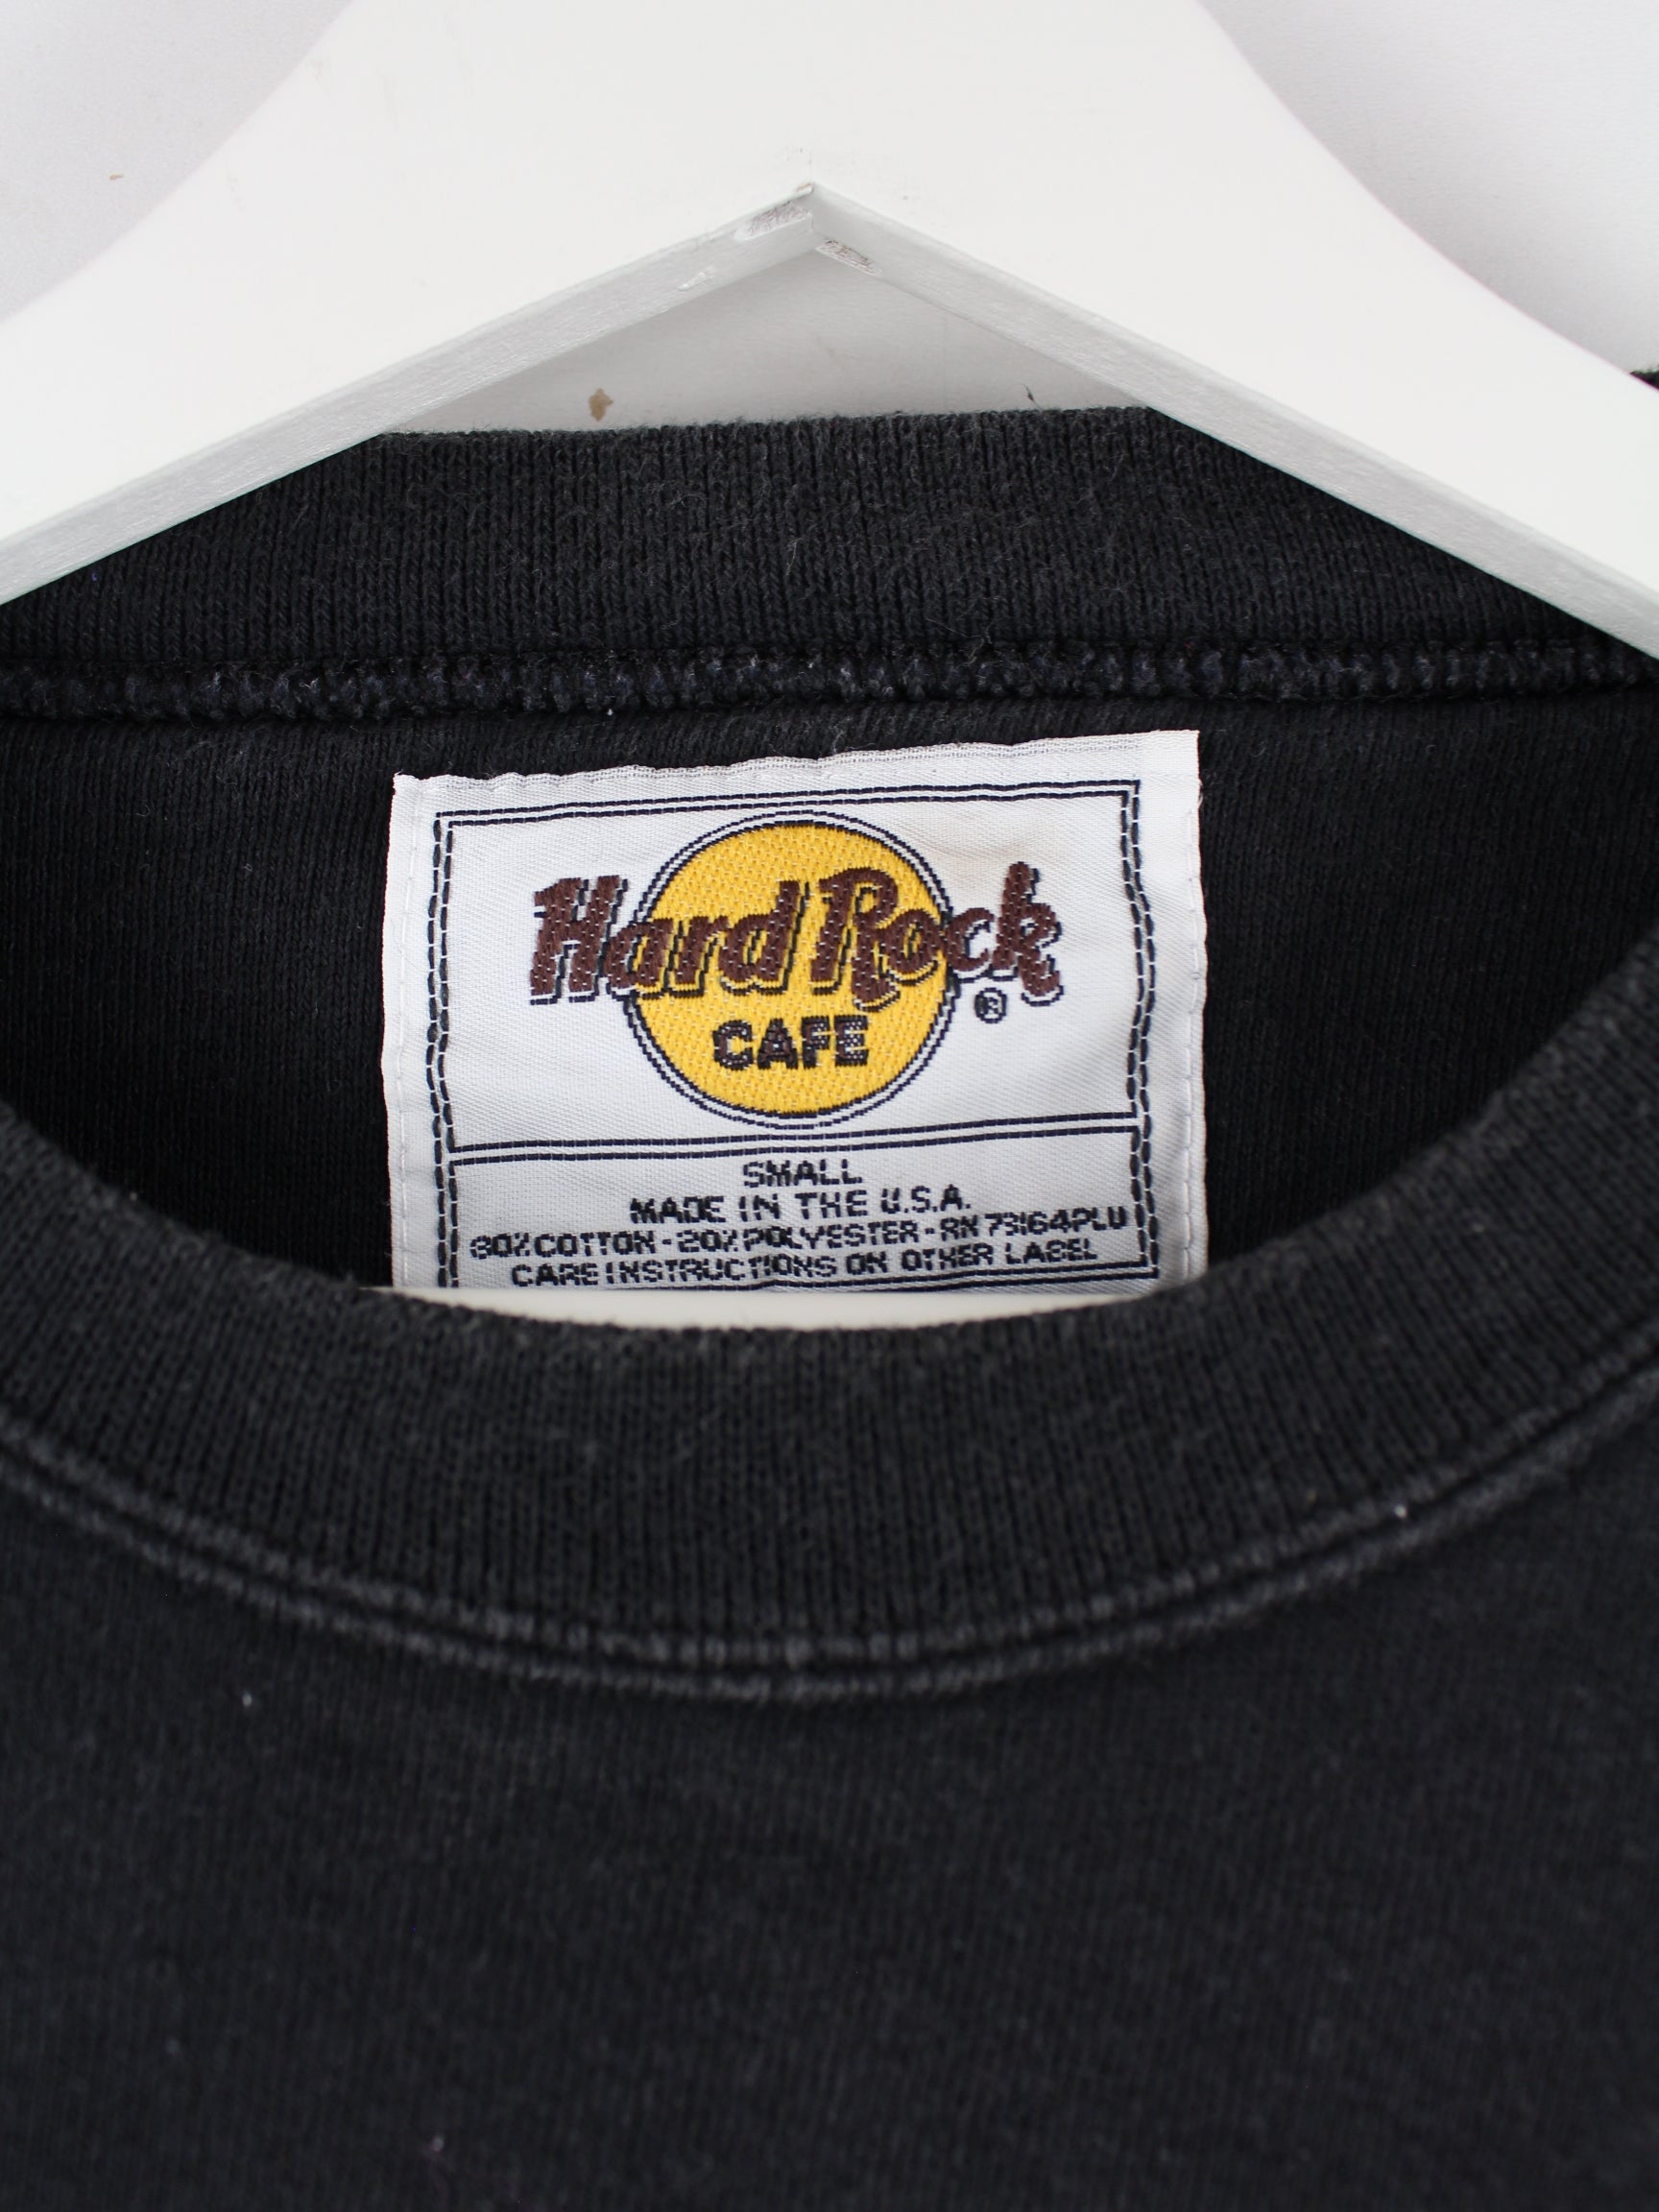 Hard Rock
CAFE
®
SMALL
MADE IN THE U.S.A.
80% COTTON - 20% POLYESTER - RN 73164PLU
CARE INSTRUCTIONS ON OTHER LABEL